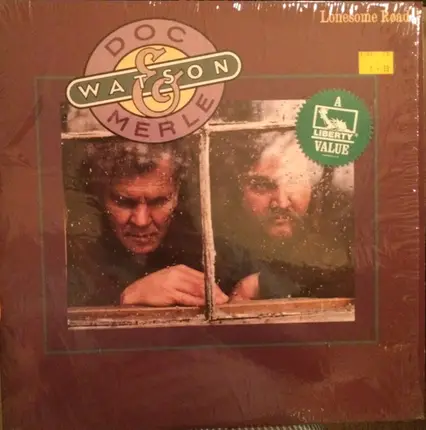 Lonesome Road
DOC
&
WATSON
MERLE
A
LIBERTY
VALUE